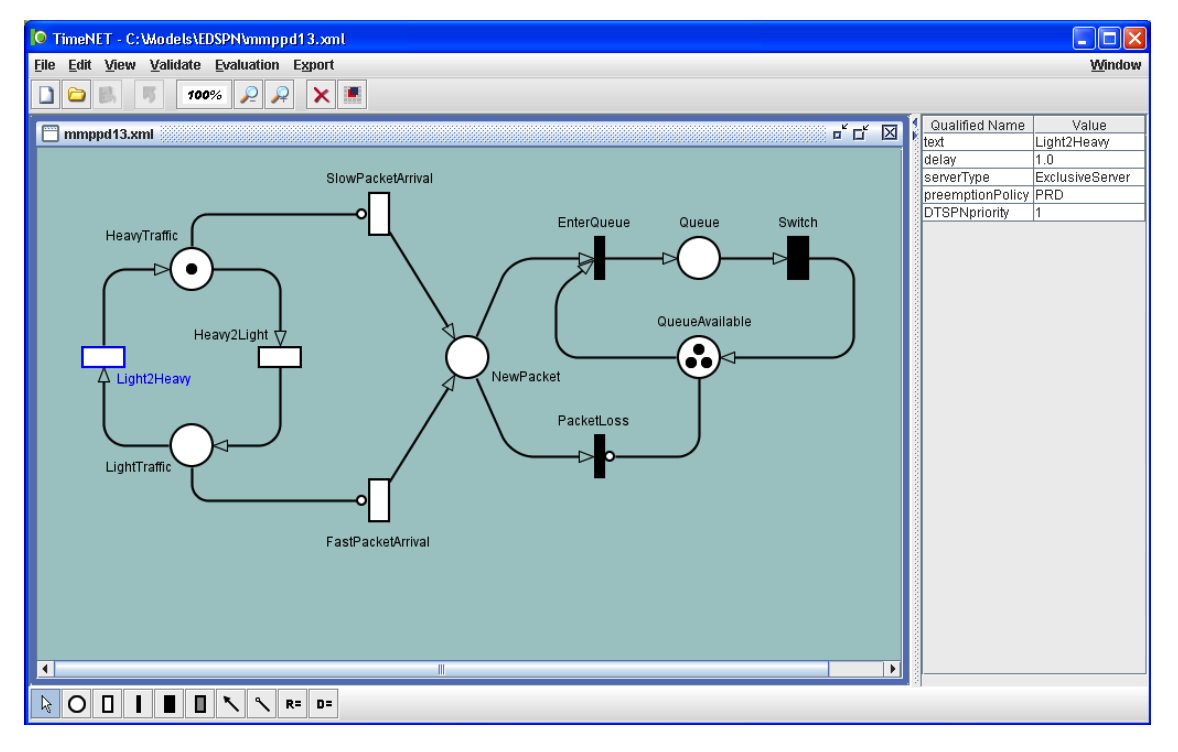 TimeNET - C:\Models\EDSPN\mmppd13.xml
File Edit View Validate Evaluation Export Window
100%
mmppd13.xml
Qualified Name Value
text Light2Heavy
delay 1.0
serverType ExclusiveServer
preemptionPolicy PRD
DTSPNpriority 1
SlowPacketArrival
HeavyTraffic
EnterQueue Queue Switch
Heavy2Light
QueueAvailable
Light2Heavy
NewPacket
PacketLoss
LightTraffic
FastPacketArrival
R= D=